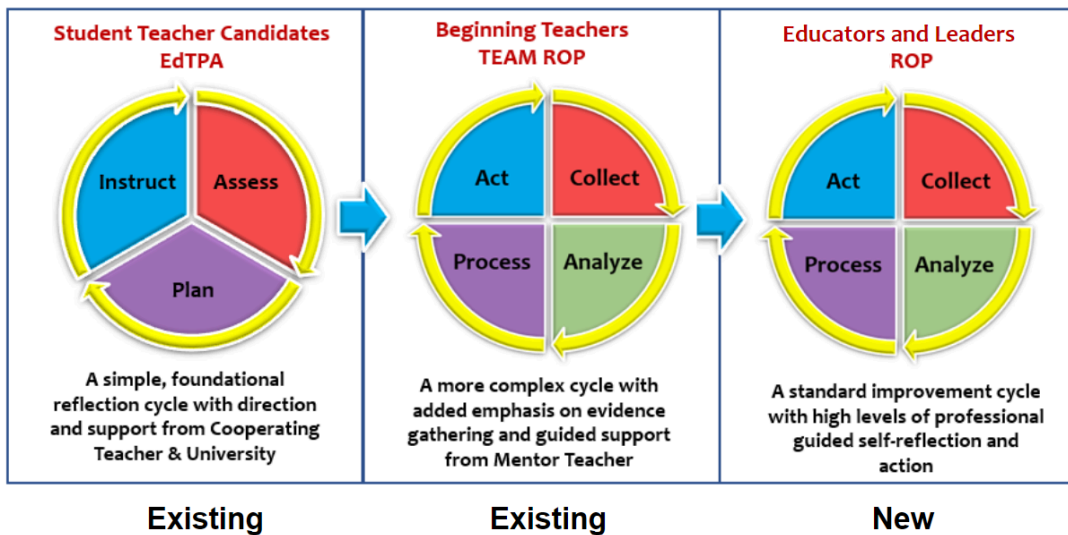 Student Teacher Candidates
EdTPA
Instruct
Assess
Plan
A simple, foundational
reflection cycle with direction
and support from Cooperating
Teacher & University
Existing
Beginning Teachers
TEAM ROP
Act
Collect
Process
Analyze
A more complex cycle with
added emphasis on evidence
gathering and guided support
from Mentor Teacher
Existing
Educators and Leaders
ROP
Act
Collect
Process
Analyze
A standard improvement cycle
with high levels of professional
guided self-reflection and
action
New